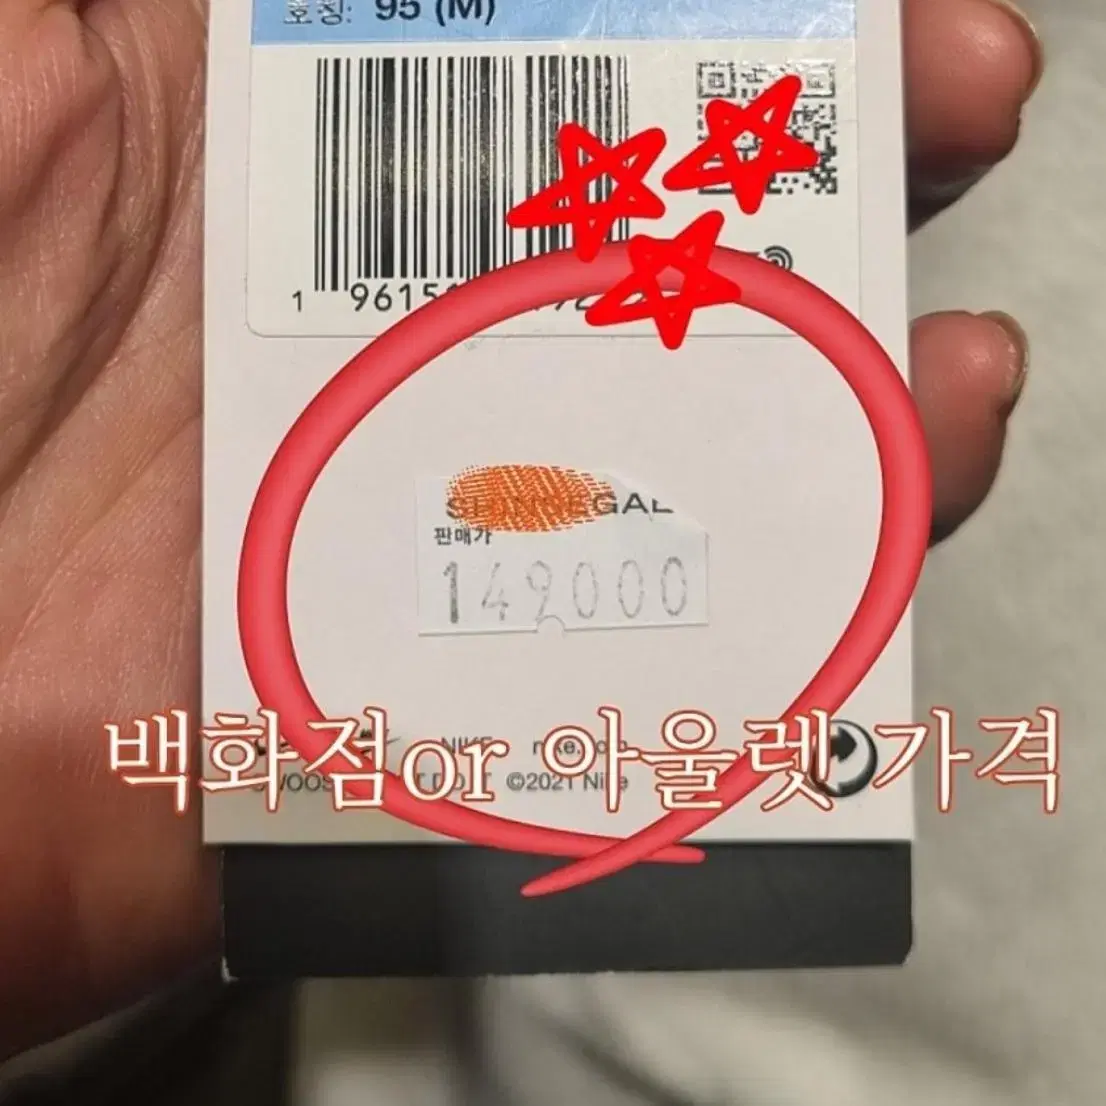 호칭: 95 (M)
1 9615
판매가
149000
백화점or 아울렛 가격
NIKE
©2021 Nike